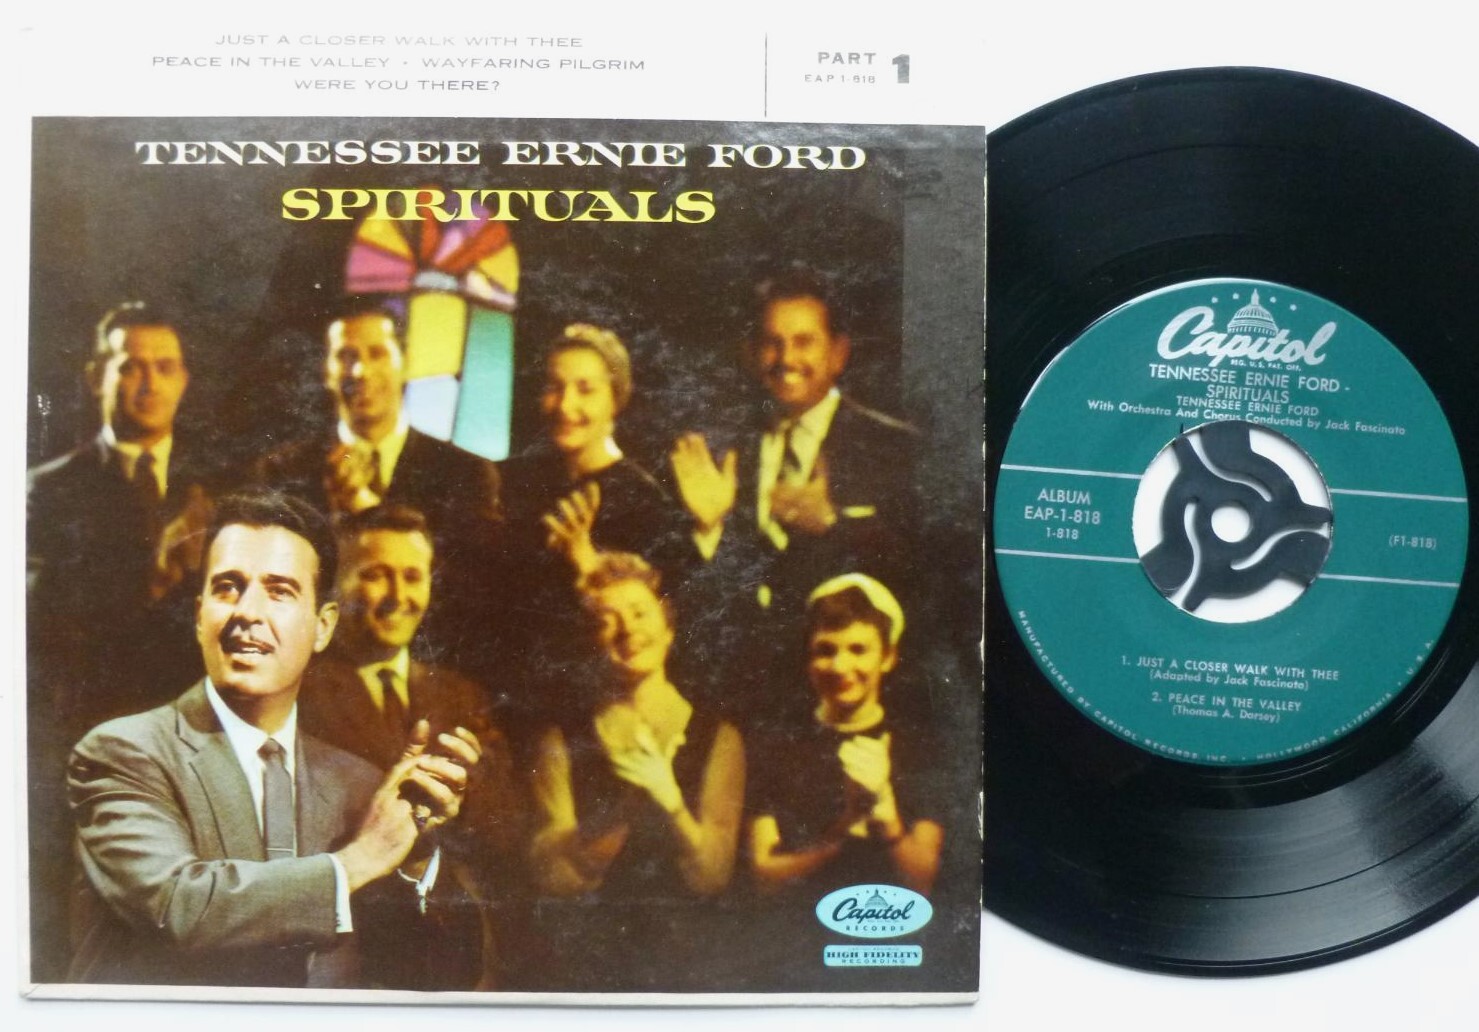 JUST A CLOSER WALK WITH THEE
PEACE IN THE VALLEY · WAYFARING PILGRIM
WERE YOU THERE?
PART 1
EAP 1-818
TENNESSEE ERNIE FORD
SPIRITUALS
Capitol
RECORDS
HIGH FIDELITY
RECORDING
Capitol
REG. U.S. PAT. OFF.
TENNESSEE ERNIE FORD -
SPIRITUALS
TENNESSEE ERNIE FORD
With Orchestra And Chorus Conducted by Jack Fascinato
ALBUM
EAP-1-818
1-818
(F1-818)
1. JUST A CLOSER WALK WITH THEE
(Adapted by Jack Fascinato)
2. PEACE IN THE VALLEY
(Thomas A. Dorsey)
MANUFACTURED BY CAPITOL RECORDS INC. · HOLLYWOOD CALIFORNIA · U.S.A.